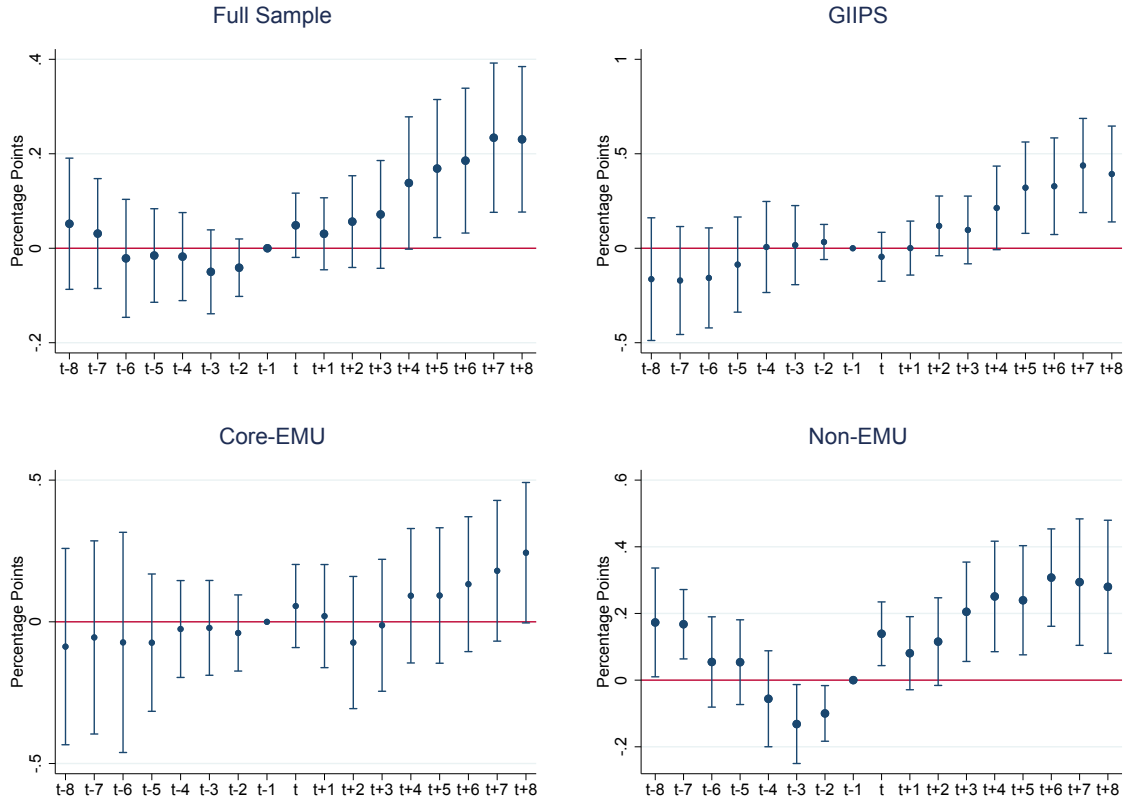 Full Sample
Percentage Points
.4
.2
0
-.2
t-8 t-7 t-6 t-5 t-4 t-3 t-2 t-1 t t+1 t+2 t+3 t+4 t+5 t+6 t+7 t+8
GIIPS
Percentage Points
1
.5
0
-.5
t-8 t-7 t-6 t-5 t-4 t-3 t-2 t-1 t t+1 t+2 t+3 t+4 t+5 t+6 t+7 t+8
Core-EMU
Percentage Points
.5
0
-.5
t-8 t-7 t-6 t-5 t-4 t-3 t-2 t-1 t t+1 t+2 t+3 t+4 t+5 t+6 t+7 t+8
Non-EMU
Percentage Points
.6
.4
.2
0
-.2
t-8 t-7 t-6 t-5 t-4 t-3 t-2 t-1 t t+1 t+2 t+3 t+4 t+5 t+6 t+7 t+8